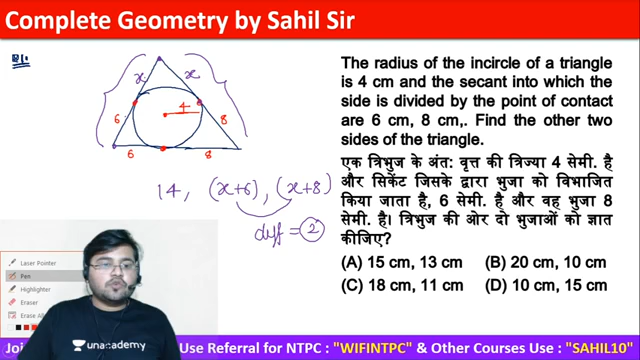 Complete Geometry by Sahil Sir
Q1.
x x
6 4 8
6 8
14, (x+6), (x+8)
diff = 2
The radius of the incircle of a triangle
is 4 cm and the secant into which the
side is divided by the point of contact
are 6 cm, 8 cm,. Find the other two
sides of the triangle.
एक त्रिभुज के अंत: वृत्त की त्रिज्या 4 सेमी. है
और सिकेंट जिसके द्वारा भुजा को विभाजित
किया जाता है, 6 सेमी. है और वह भुजा 8
सेमी. है। त्रिभुज की ओर दो भुजाओं को ज्ञात
कीजिए?
(A) 15 cm, 13 cm (B) 20 cm, 10 cm
(C) 18 cm, 11 cm (D) 10 cm, 15 cm
Laser Pointer
Pen
Highlighter
Eraser
Erase All
unacademy
Use Referral for NTPC : "WIFINTPC" & Other Courses Use : "SAHIL10"